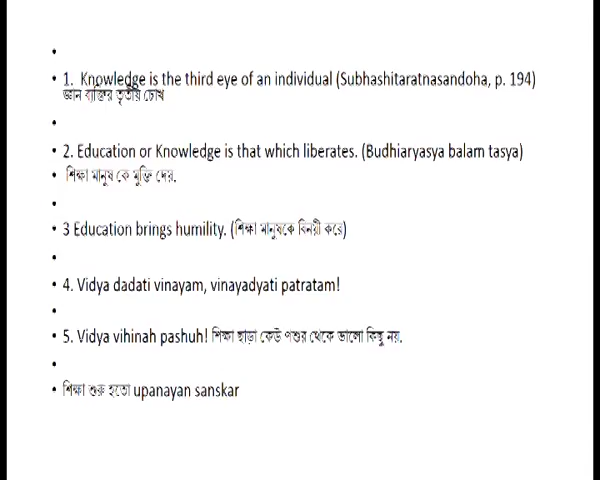 • 1. Knowledge is the third eye of an individual (Subhashitaratnasandoha, p. 194)
জ্ঞান ব্যক্তির তৃতীয় চোখ
• 2. Education or Knowledge is that which liberates. (Budhiaryasya balam tasya)
• শিক্ষা মানুষ কে মুক্তি দেয়.
• 3 Education brings humility. (শিক্ষা মানুষকে বিনয়ী করে)
• 4. Vidya dadati vinayam, vinayadyati patratam!
• 5. Vidya vihinah pashuh! শিক্ষা ছাড়া কেউ পশুর থেকে ভালো কিছু নয়.
• শিক্ষা শুরু হতো upanayan sanskar